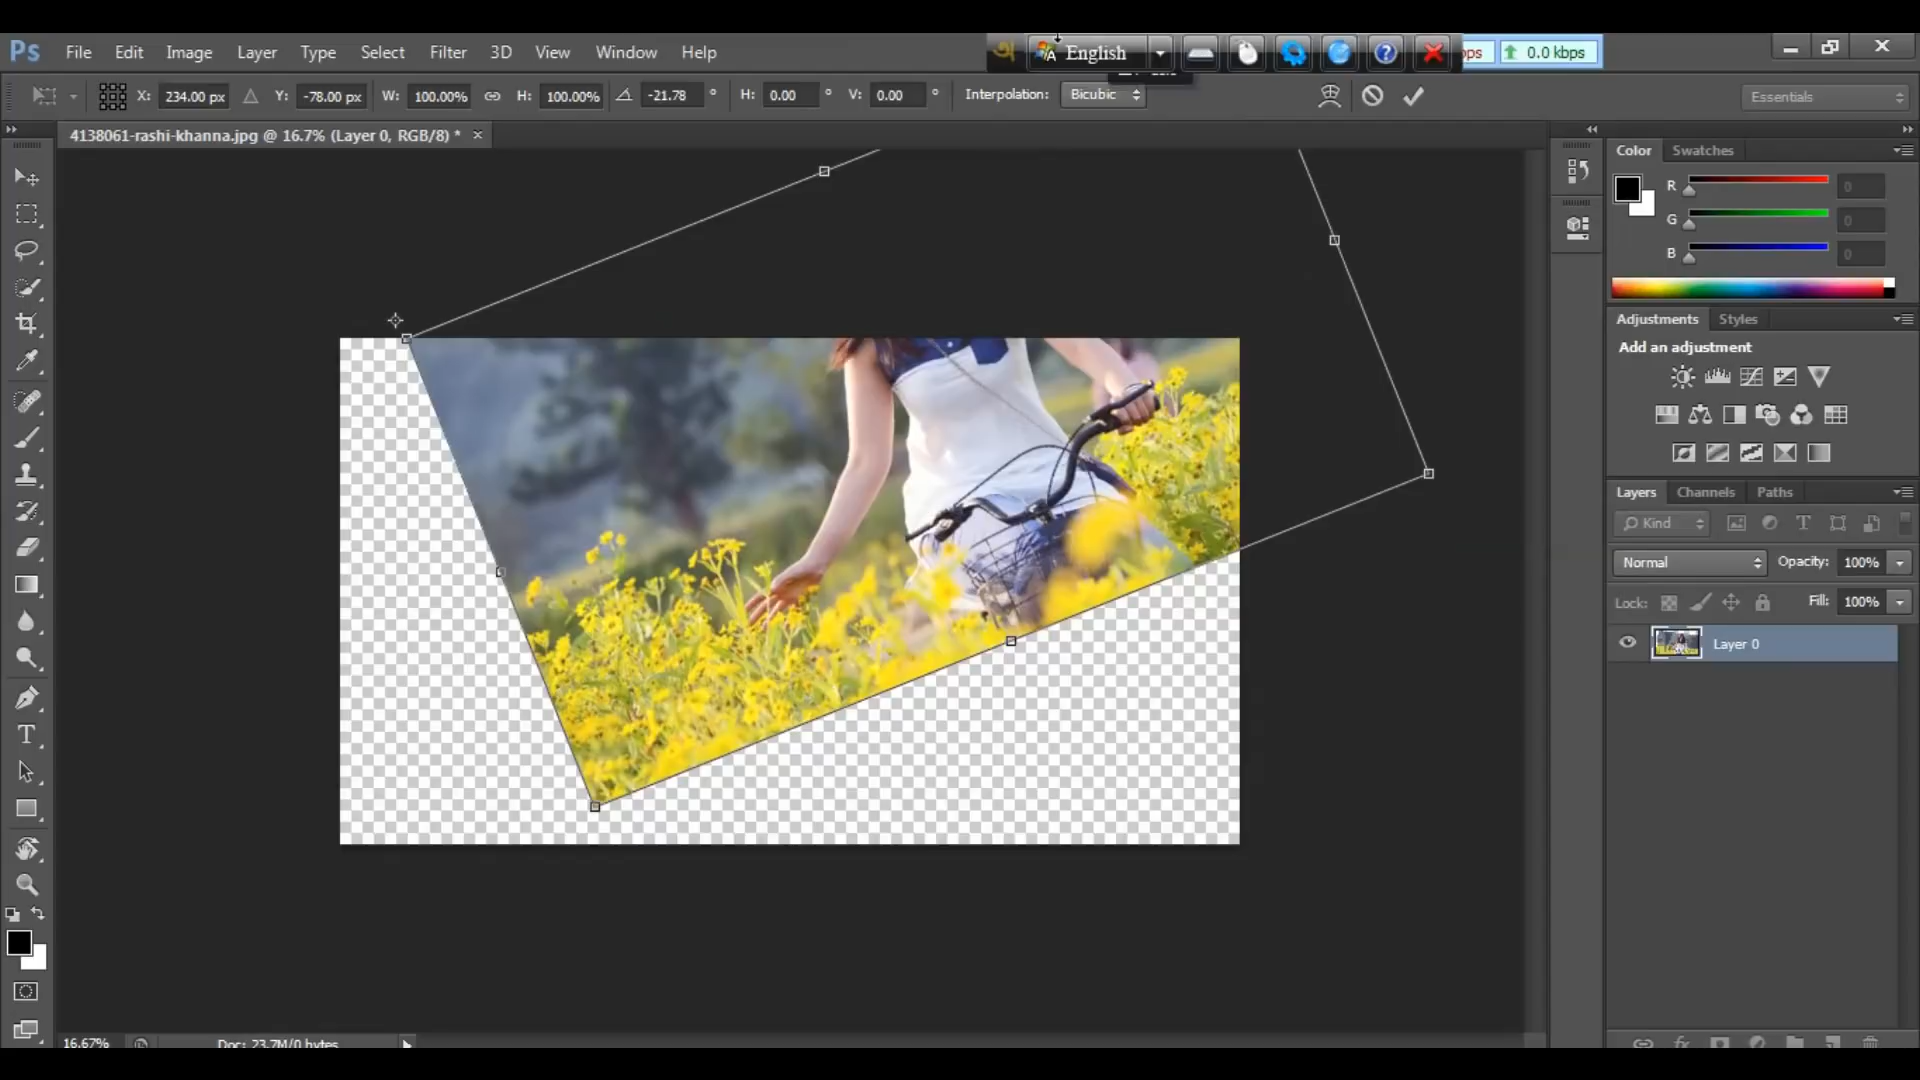 Ps File Edit Image Layer Type Select Filter 3D View Window Help
English
0.0 kbps
X: 234.00 px Y: -78.00 px W: 100.00% H: 100.00% -21.78 ° H: 0.00 ° V: 0.00 ° Interpolation: Bicubic
Essentials
4138061-rashi-khanna.jpg @ 16.7% (Layer 0, RGB/8) * ×
Color Swatches
R 0
G 0
B 0
Adjustments Styles
Add an adjustment
Layers Channels Paths
Kind
Normal Opacity: 100%
Lock: Fill: 100%
Layer 0
16.67% Doc: 23.7M/0 bytes